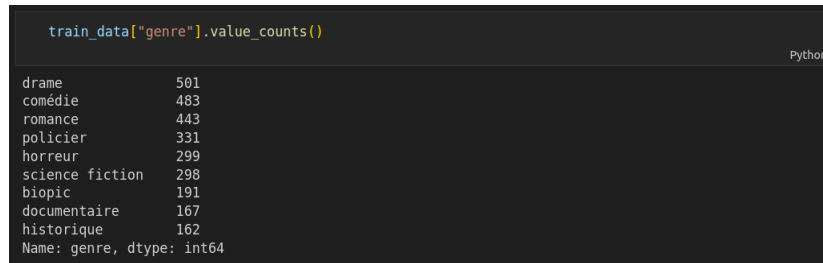 train_data["genre"].value_counts()
Python
drame 501
comédie 483
romance 443
policier 331
horreur 299
science fiction 298
biopic 191
documentaire 167
historique 162
Name: genre, dtype: int64